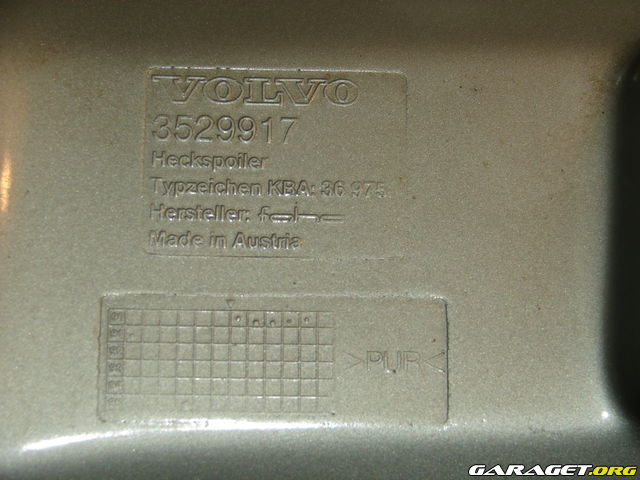 VOLVO
3529917
Heckspoiler
Typzeichen KBA: 36 975
Hersteller:
Made in Austria
>PUR<
GARAGET.ORG